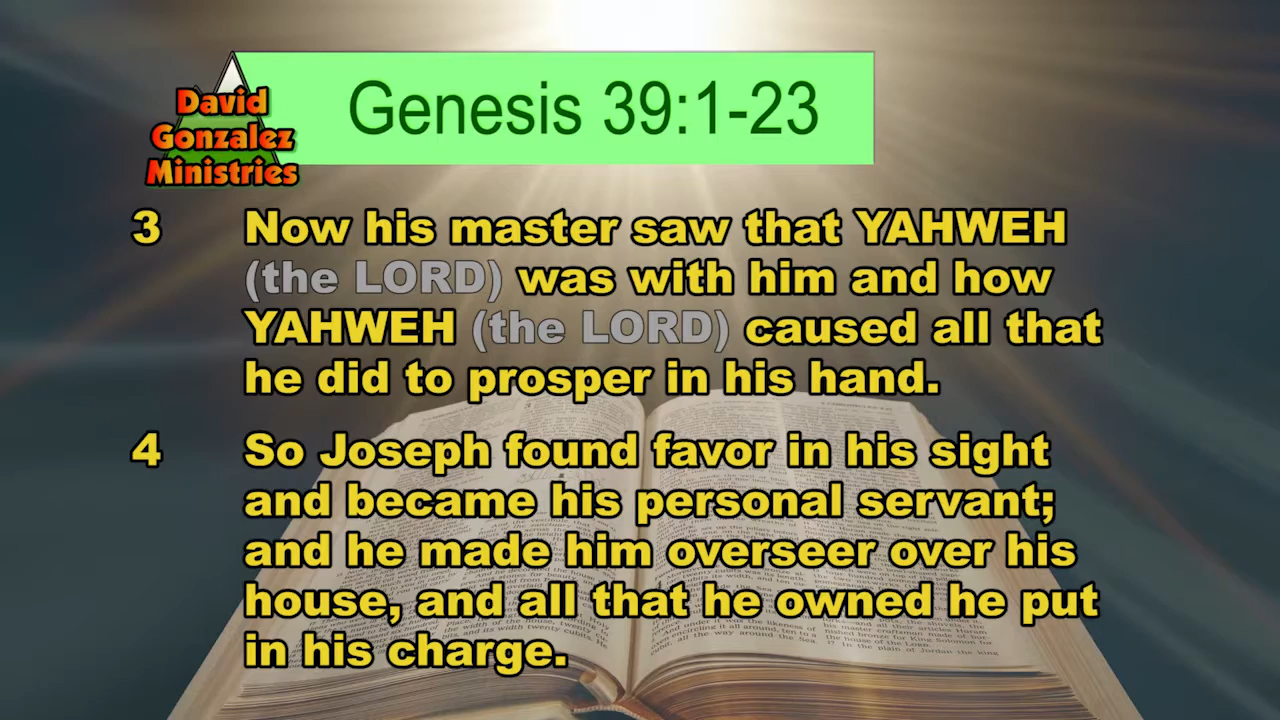 David
Gonzalez
Ministries
Genesis 39:1-23
3 Now his master saw that YAHWEH
(the LORD) was with him and how
YAHWEH (the LORD) caused all that
he did to prosper in his hand.
4 So Joseph found favor in his sight
and became his personal servant;
and he made him overseer over his
house, and all that he owned he put
in his charge.